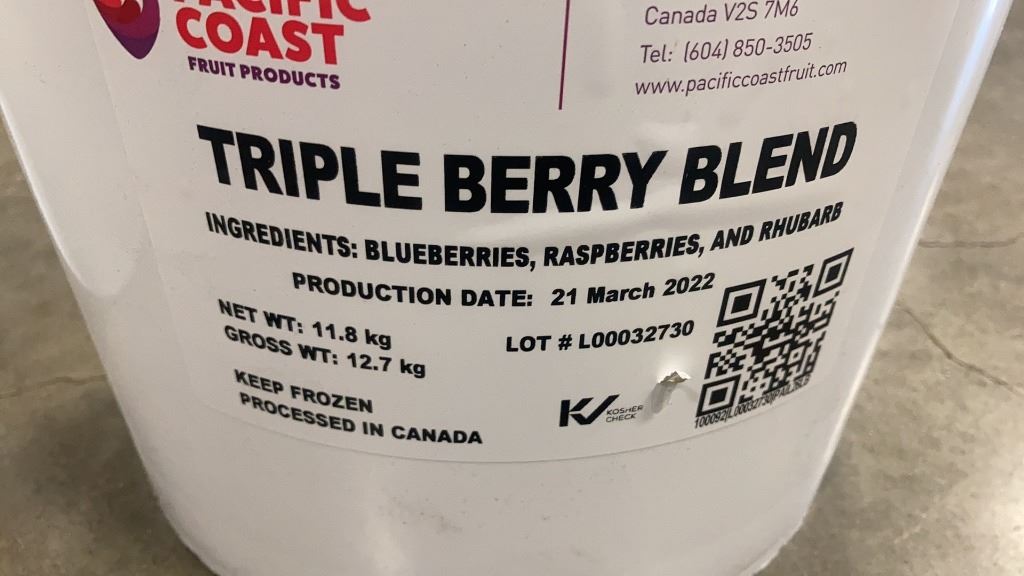 PACIFIC
COAST
FRUIT PRODUCTS
Canada V2S 7M6
Tel: (604) 850-3505
www.pacificcoastfruit.com
TRIPLE BERRY BLEND
INGREDIENTS: BLUEBERRIES, RASPBERRIES, AND RHUBARB
PRODUCTION DATE: 21 March 2022
NET WT: 11.8 kg
GROSS WT: 12.7 kg
LOT # L00032730
KEEP FROZEN
PROCESSED IN CANADA
KV KOSHER
CHECK